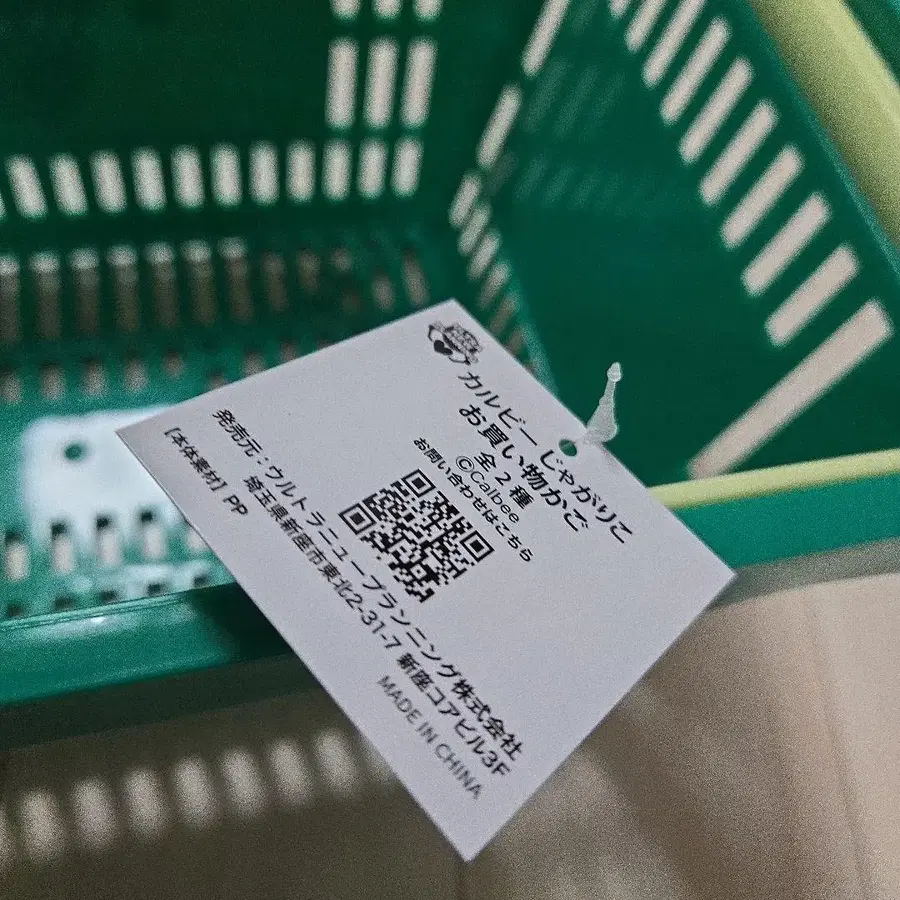 カルビー じゃがりこ
お買い物かご
全2種
©Calbee
お問い合わせはこちら
発売元：ウルトラニュープランニング株式会社
埼玉県新座市東北2-31-7 新座コアビル3F
【本体素材】PP
MADE IN CHINA